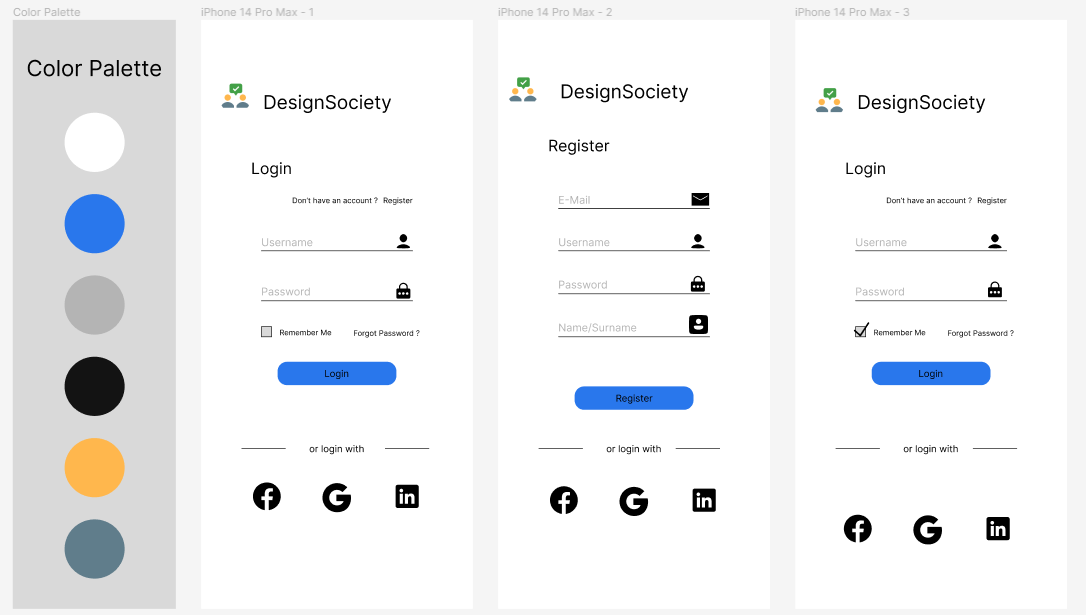 Color Palette
Color Palette
iPhone 14 Pro Max - 1
DesignSociety
Login
Don't have an account ? Register
Username
Password
Remember Me Forgot Password ?
Login
or login with
iPhone 14 Pro Max - 2
DesignSociety
Register
E-Mail
Username
Password
Name/Surname
Register
or login with
iPhone 14 Pro Max - 3
DesignSociety
Login
Don't have an account ? Register
Username
Password
Remember Me Forgot Password ?
Login
or login with